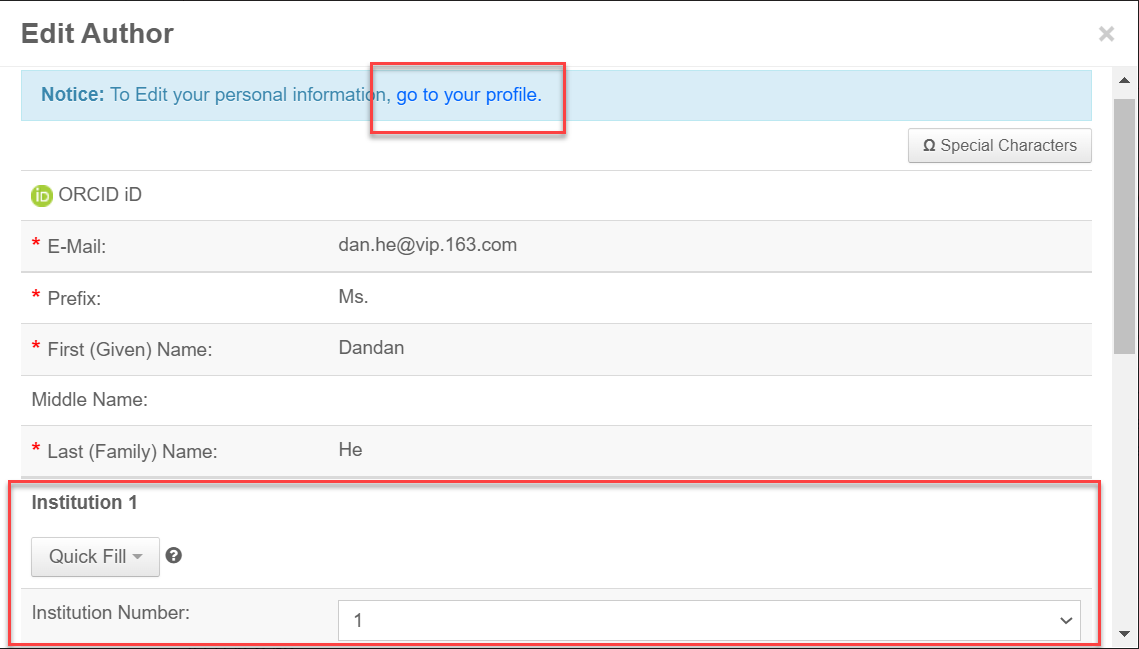 Edit Author
×
Notice: To Edit your personal information, go to your profile.
Ω Special Characters
iD ORCID iD
* E-Mail: dan.he@vip.163.com
* Prefix: Ms.
* First (Given) Name: Dandan
Middle Name:
* Last (Family) Name: He
Institution 1
Quick Fill ?
Institution Number: 1